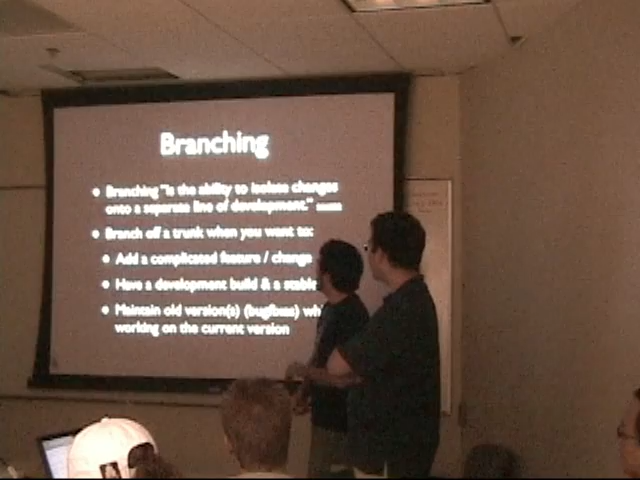 Branching
• Branching "is the ability to isolate changes
onto a separate line of development."
• Branch off a trunk when you want to:
• Add a complicated feature / change
• Have a development build & a stable
• Maintain old version(s) (bugfixes) wh
working on the current version